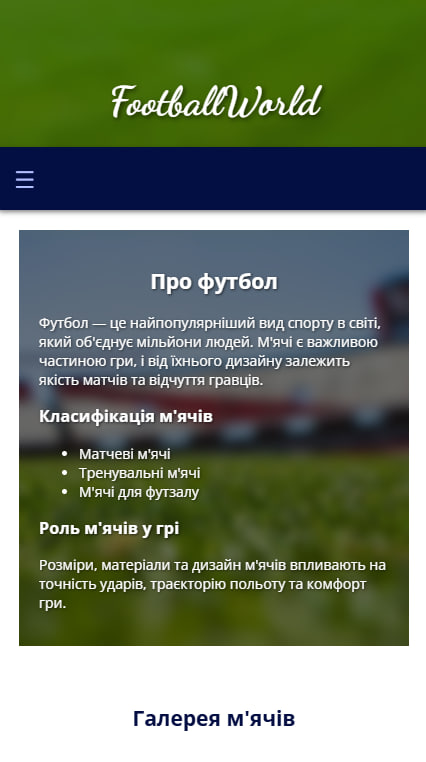 FootballWorld
☰
Про футбол
Футбол — це найпопулярніший вид спорту в світі,
який об'єднує мільйони людей. М'ячі є важливою
частиною гри, і від їхнього дизайну залежить
якість матчів та відчуття гравців.
Класифікація м'ячів
• Матчеві м'ячі
• Тренувальні м'ячі
• М'ячі для футзалу
Роль м'ячів у грі
Розміри, матеріали та дизайн м'ячів впливають на
точність ударів, траєкторію польоту та комфорт
гри.
Галерея м'ячів